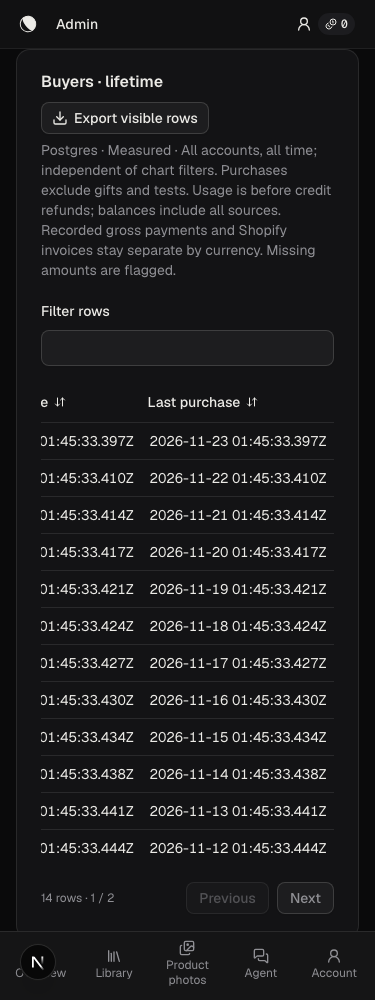 Admin
0
Buyers · lifetime
Export visible rows
Postgres · Measured · All accounts, all time;
independent of chart filters. Purchases
exclude gifts and tests. Usage is before credit
refunds; balances include all sources.
Recorded gross payments and Shopify
invoices stay separate by currency. Missing
amounts are flagged.
Filter rows
e Last purchase
01:45:33.397Z 2026-11-23 01:45:33.397Z
01:45:33.410Z 2026-11-22 01:45:33.410Z
01:45:33.414Z 2026-11-21 01:45:33.414Z
01:45:33.417Z 2026-11-20 01:45:33.417Z
01:45:33.421Z 2026-11-19 01:45:33.421Z
01:45:33.424Z 2026-11-18 01:45:33.424Z
01:45:33.427Z 2026-11-17 01:45:33.427Z
01:45:33.430Z 2026-11-16 01:45:33.430Z
01:45:33.434Z 2026-11-15 01:45:33.434Z
01:45:33.438Z 2026-11-14 01:45:33.438Z
01:45:33.441Z 2026-11-13 01:45:33.441Z
01:45:33.444Z 2026-11-12 01:45:33.444Z
14 rows · 1 / 2
Previous
Next
N
Library
Product
photos
Agent
Account